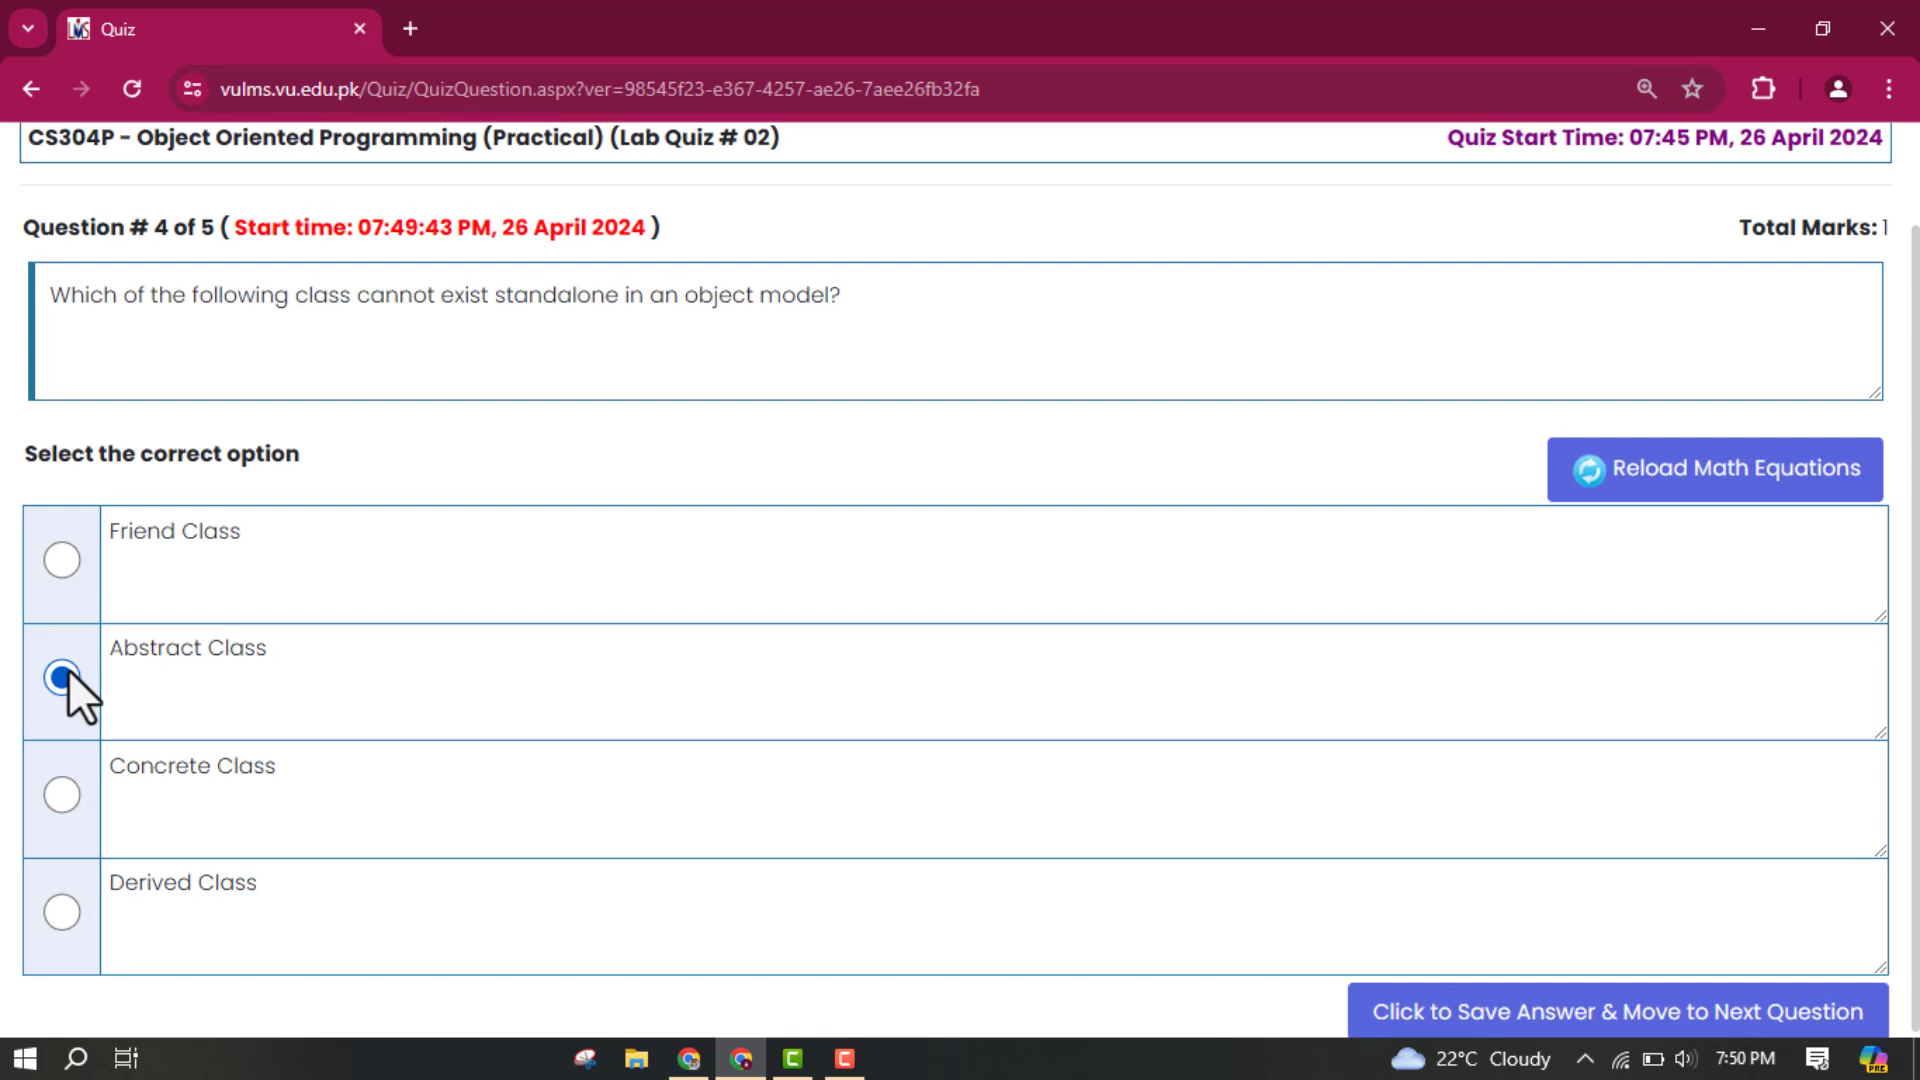 Quiz
vulms.vu.edu.pk/Quiz/QuizQuestion.aspx?ver=98545f23-e367-4257-ae26-7aee26fb32fa
CS304P - Object Oriented Programming (Practical) (Lab Quiz # 02)
Quiz Start Time: 07:45 PM, 26 April 2024
Question # 4 of 5 ( Start time: 07:49:43 PM, 26 April 2024 )
Total Marks: 1
Which of the following class cannot exist standalone in an object model?
Select the correct option
Reload Math Equations
Friend Class
Abstract Class
Concrete Class
Derived Class
Click to Save Answer & Move to Next Question
22°C Cloudy
7:50 PM
PRE